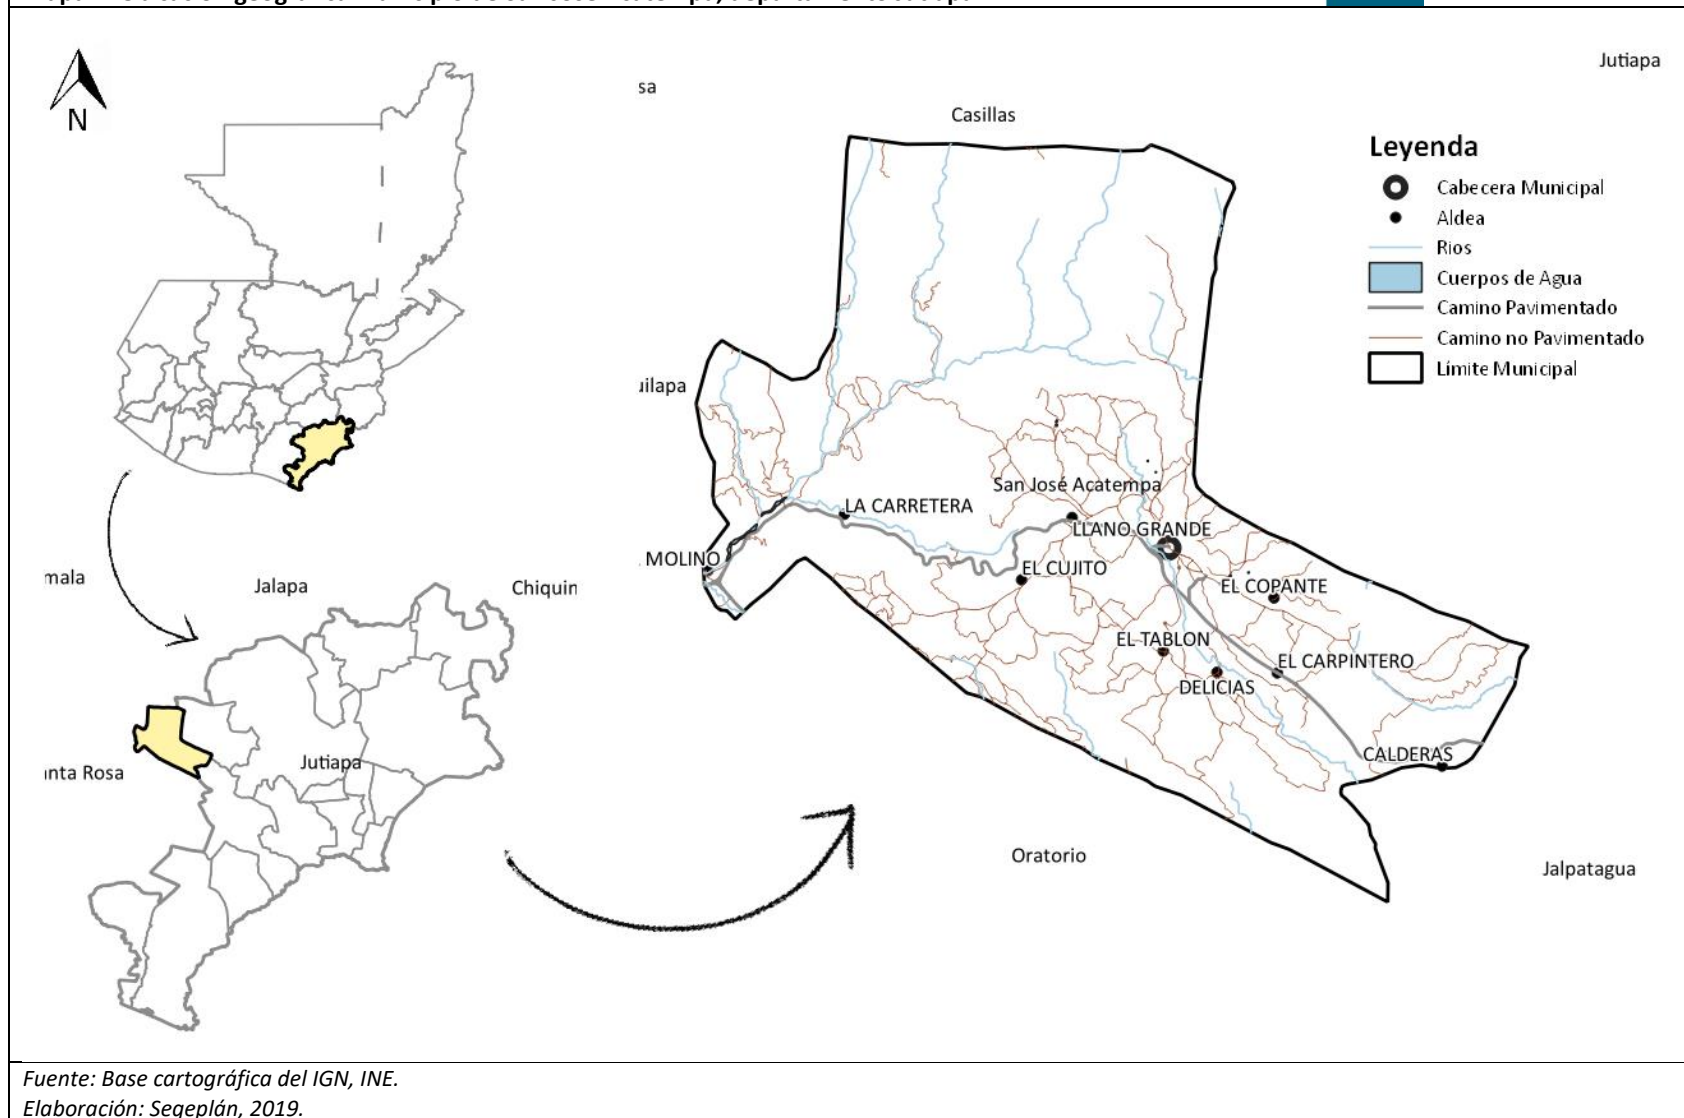 N
sa
Casillas
Jutiapa
Leyenda
Cabecera Municipal
Aldea
Rios
Cuerpos de Agua
Camino Pavimentado
Camino no Pavimentado
Límite Municipal
uilapa
San José Acatempa
LA CARRETERA
LLANO GRANDE
MOLINO
EL CUJITO
EL COPANTE
EL TABLON
EL CARPINTERO
DELICIAS
CALDERAS
Oratorio
Jalpatagua
mala
Jalapa
Chiquin
Jutiapa
nta Rosa
Fuente: Base cartográfica del IGN, INE.
Elaboración: Segeplán, 2019.